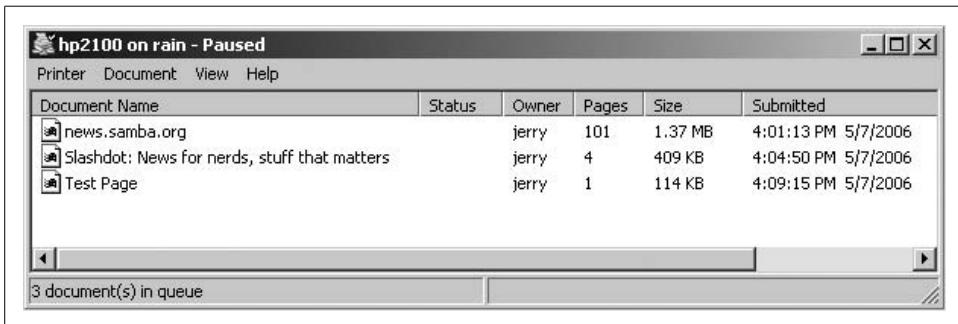 hp2100 on rain - Paused
Printer Document View Help
Document Name Status Owner Pages Size Submitted
news.samba.org jerry 101 1.37 MB 4:01:13 PM 5/7/2006
Slashdot: News for nerds, stuff that matters jerry 4 409 KB 4:04:50 PM 5/7/2006
Test Page jerry 1 114 KB 4:09:15 PM 5/7/2006
3 document(s) in queue